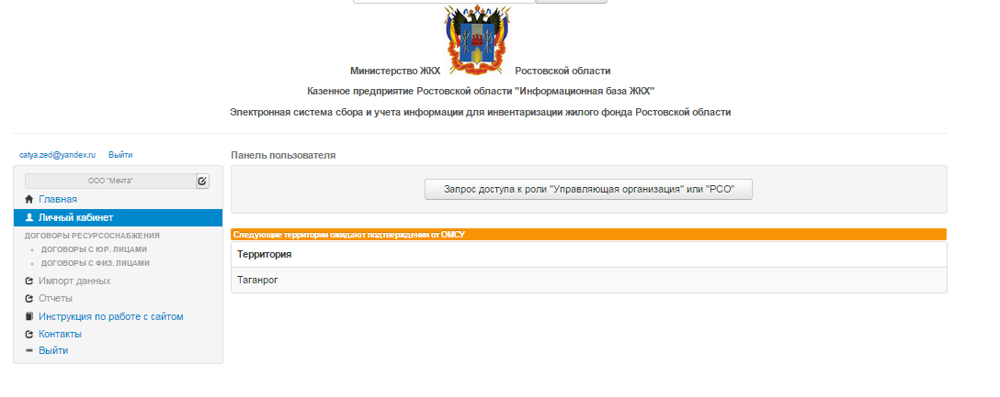 Министерство ЖКХ Ростовской области
Казенное предприятие Ростовской области "Информационная база ЖКХ"
Электронная система сбора и учета информации для инвентаризации жилого фонда Ростовской области
catya.zed@yandex.ru Выйти
ООО "Мечта"
Главная
Личный кабинет
ДОГОВОРЫ РЕСУРСОСНАБЖЕНИЯ
ДОГОВОРЫ С ЮР. ЛИЦАМИ
ДОГОВОРЫ С ФИЗ. ЛИЦАМИ
Импорт данных
Отчеты
Инструкция по работе с сайтом
Контакты
Выйти
Панель пользователя
Запрос доступа к роли "Управляющая организация" или "РСО"
Следующие территории ожидают подтверждения от ОМСУ
Территория
Таганрог